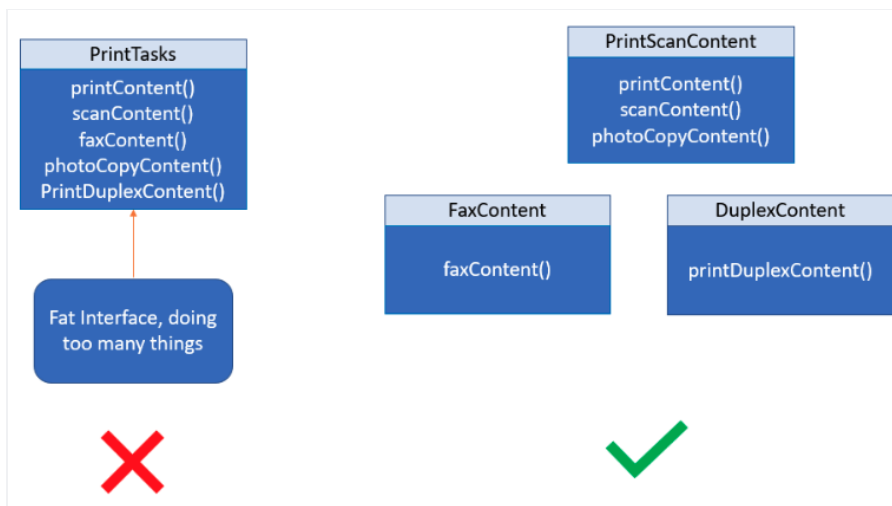 PrintTasks
printContent()
scanContent()
faxContent()
photoCopyContent()
PrintDuplexContent()
Fat Interface, doing
too many things
PrintScanContent
printContent()
scanContent()
photoCopyContent()
FaxContent
faxContent()
DuplexContent
printDuplexContent()